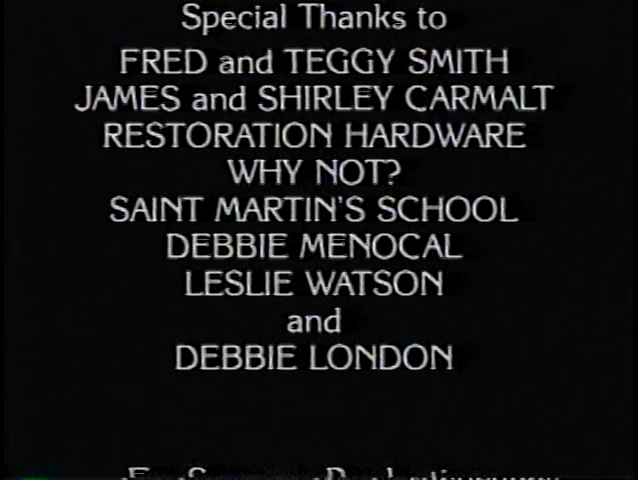 Special Thanks to
FRED and TEGGY SMITH
JAMES and SHIRLEY CARMALT
RESTORATION HARDWARE
WHY NOT?
SAINT MARTIN'S SCHOOL
DEBBIE MENOCAL
LESLIE WATSON
and
DEBBIE LONDON